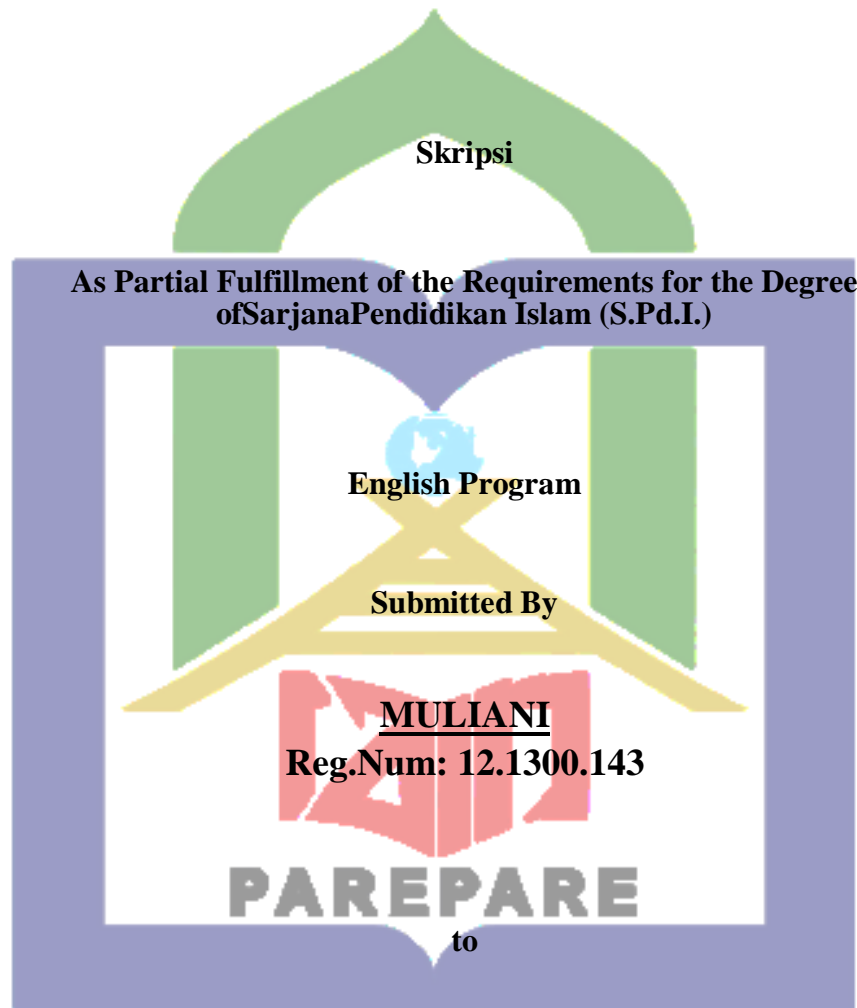 Skripsi
As Partial Fulfillment of the Requirements for the Degree
ofSarjanaPendidikan Islam (S.Pd.I.)
English Program
Submitted By
MULIANI
Reg.Num: 12.1300.143
PAREPARE
to